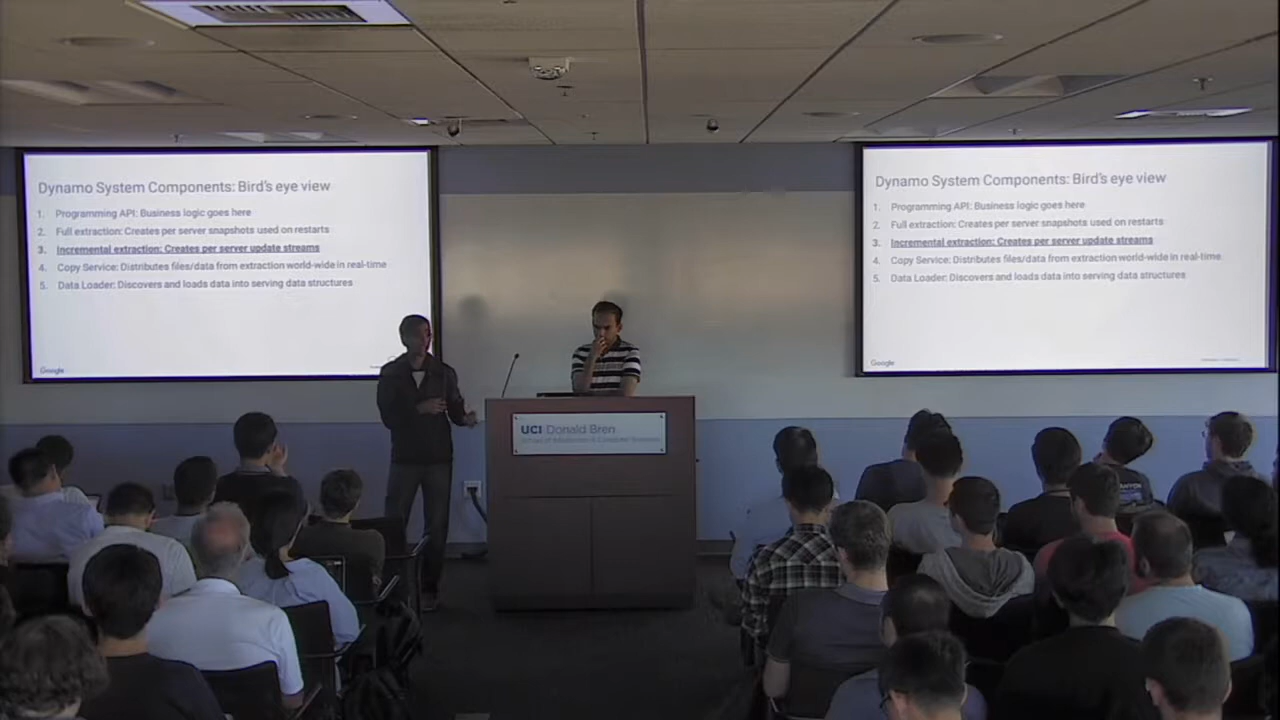 Dynamo System Components: Bird's eye view
1. Programming API: Business logic goes here
2. Full extraction: Creates per server snapshots used on restarts
3. Incremental extraction: Creates per server update streams
4. Copy Service: Distributes files/data from extraction world-wide in real-time
5. Data Loader: Discovers and loads data into serving data structures
Google
Dynamo System Components: Bird's eye view
1. Programming API: Business logic goes here
2. Full extraction: Creates per server snapshots used on restarts
3. Incremental extraction: Creates per server update streams
4. Copy Service: Distributes files/data from extraction world-wide in real-time
5. Data Loader: Discovers and loads data into serving data structures
Google
UCI Donald Bren
School of Information & Computer Sciences